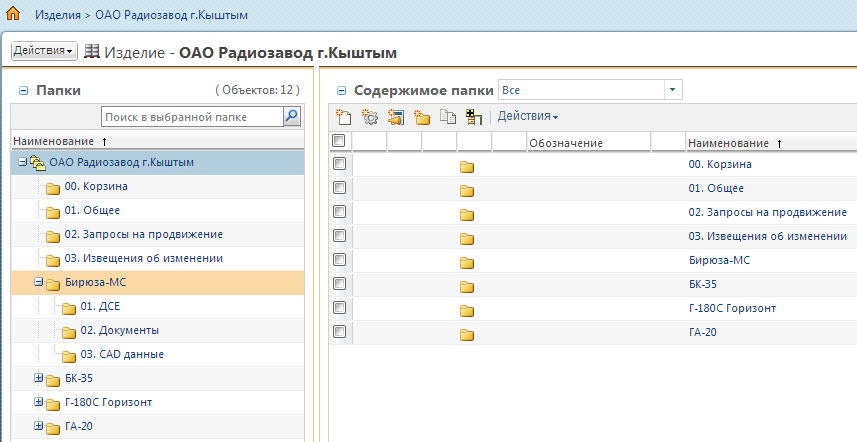 Изделия > ОАО Радиозавод г.Кыштым
Действия Изделие - ОАО Радиозавод г.Кыштым
Папки ( Объектов: 12 )
Поиск в выбранной папке
Наименование ↑
ОАО Радиозавод г.Кыштым
00. Корзина
01. Общее
02. Запросы на продвижение
03. Извещения об изменении
Бирюза-МС
01. ДСЕ
02. Документы
03. CAD данные
БК-35
Г-180С Горизонт
ГА-20
Содержимое папки Все
Действия
Обозначение Наименование ↑
00. Корзина
01. Общее
02. Запросы на продвижение
03. Извещения об изменении
Бирюза-МС
БК-35
Г-180С Горизонт
ГА-20